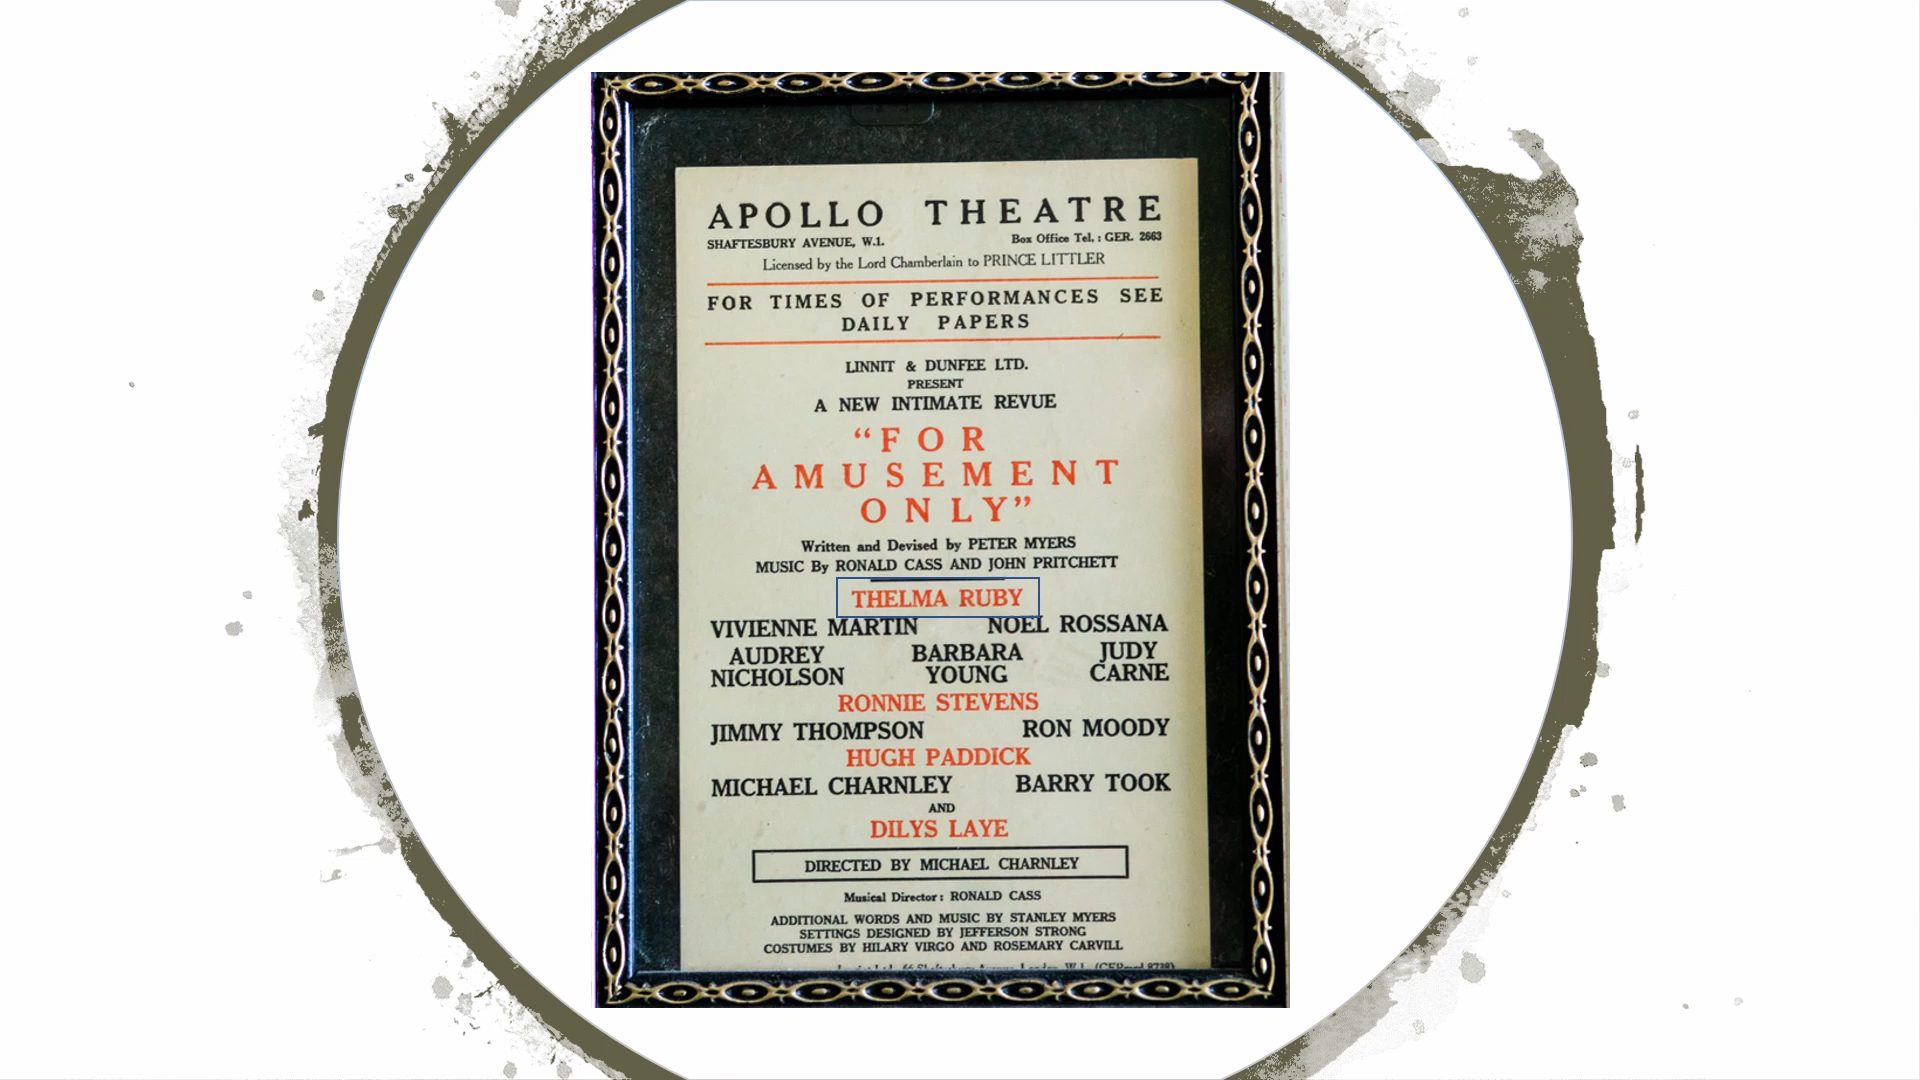 APOLLO THEATRE
SHAFTESBURY AVENUE, W.1. Box Office Tel. : GER. 2663
Licensed by the Lord Chamberlain to PRINCE LITTLER
FOR TIMES OF PERFORMANCES SEE
DAILY PAPERS
LINNIT & DUNFEE LTD.
PRESENT
A NEW INTIMATE REVUE
“FOR
AMUSEMENT
ONLY”
Written and Devised by PETER MYERS
MUSIC By RONALD CASS AND JOHN PRITCHETT
THELMA RUBY
VIVIENNE MARTIN NOEL ROSSANA
AUDREY BARBARA JUDY
NICHOLSON YOUNG CARNE
RONNIE STEVENS
JIMMY THOMPSON RON MOODY
HUGH PADDICK
MICHAEL CHARNLEY BARRY TOOK
AND
DILYS LAYE
DIRECTED BY MICHAEL CHARNLEY
Musical Director : RONALD CASS
ADDITIONAL WORDS AND MUSIC BY STANLEY MYERS
SETTINGS DESIGNED BY JEFFERSON STRONG
COSTUMES BY HILARY VIRGO AND ROSEMARY CARVILL